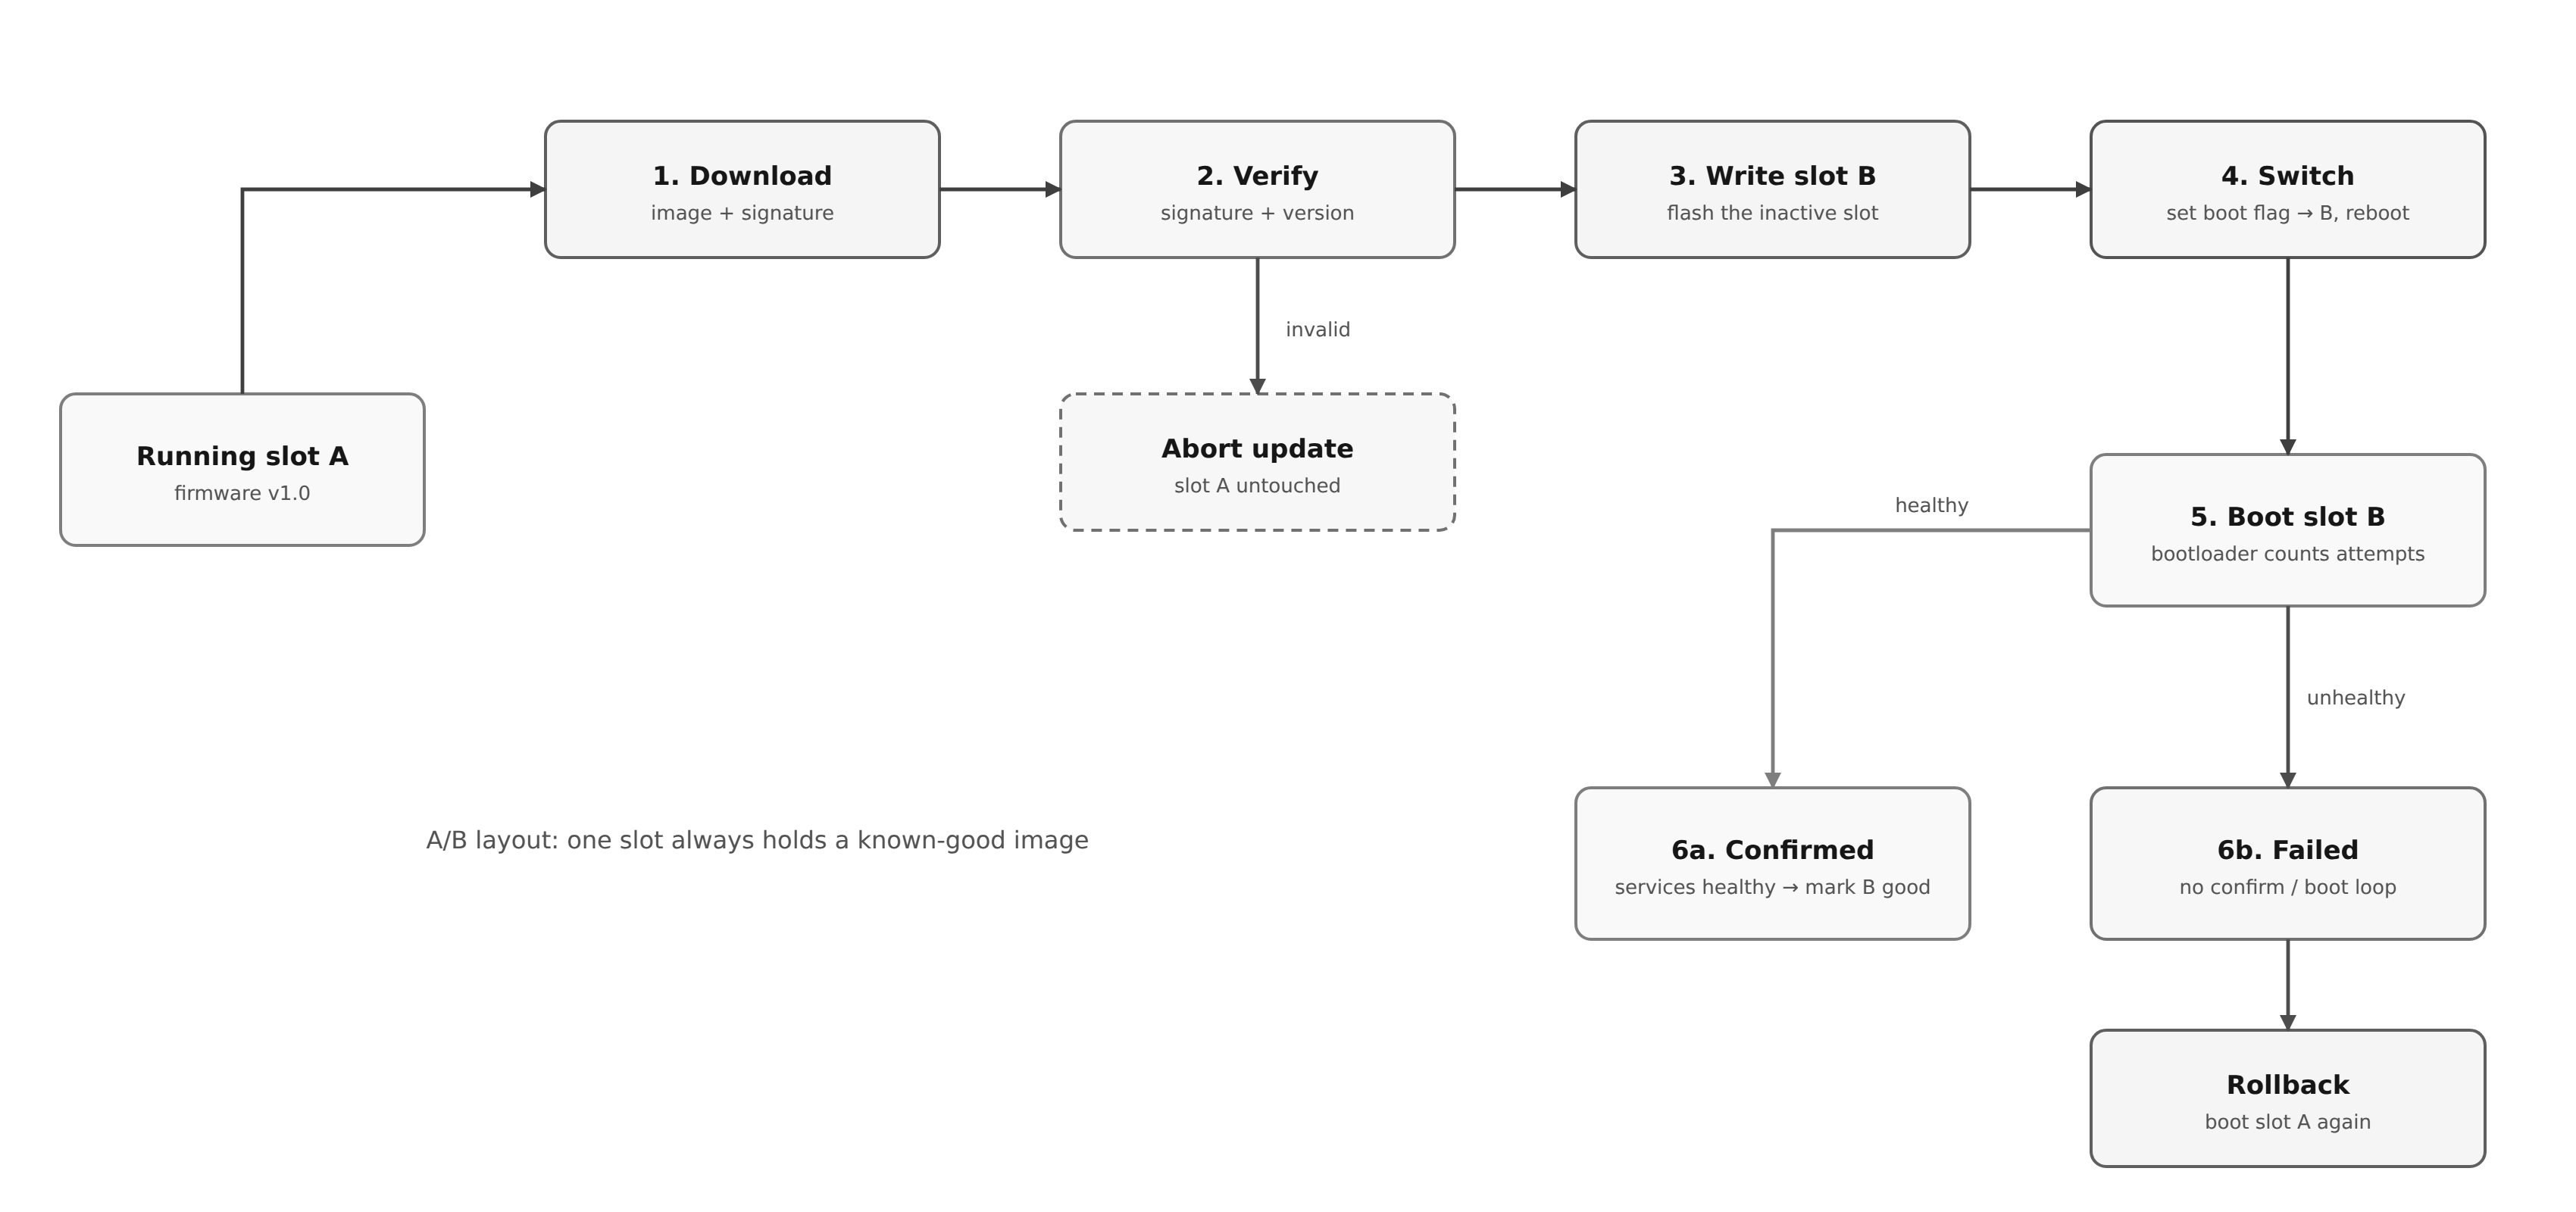 1. Download
image + signature
2. Verify
signature + version
3. Write slot B
flash the inactive slot
4. Switch
set boot flag → B, reboot
invalid
Running slot A
firmware v1.0
Abort update
slot A untouched
healthy
5. Boot slot B
bootloader counts attempts
unhealthy
A/B layout: one slot always holds a known-good image
6a. Confirmed
services healthy → mark B good
6b. Failed
no confirm / boot loop
Rollback
boot slot A again